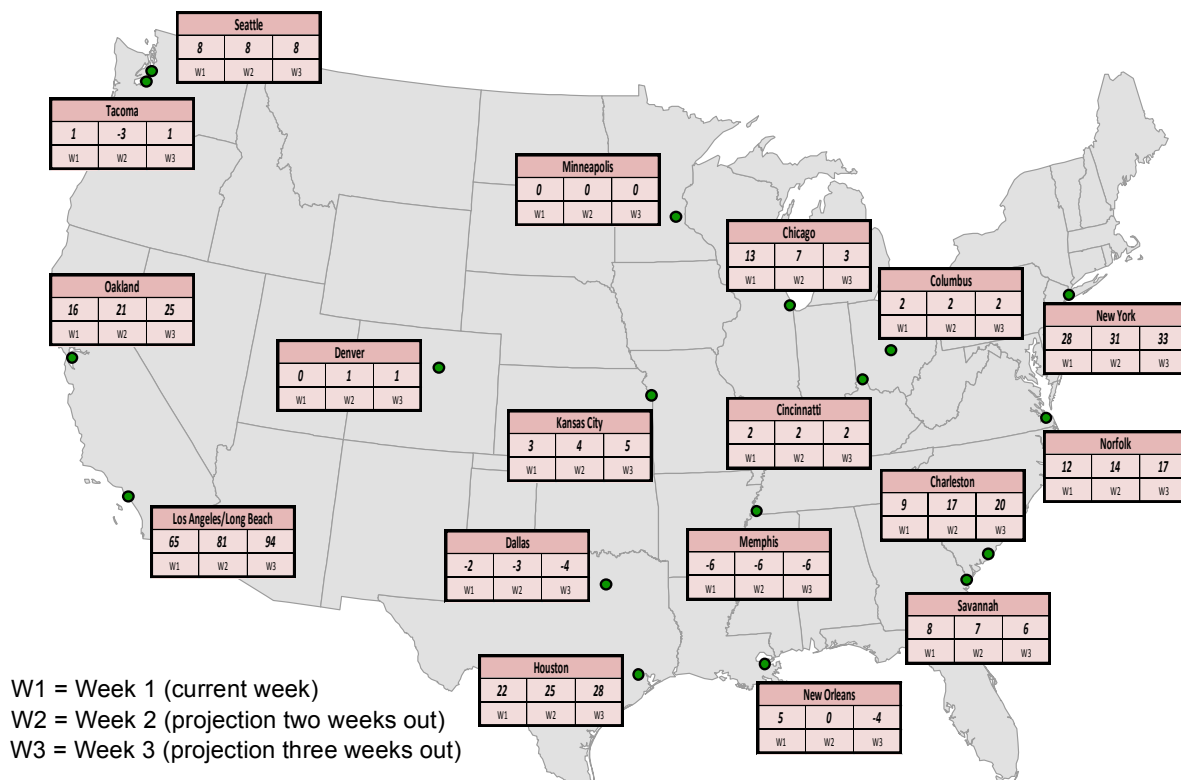 Seattle
8 8 8
W1 W2 W3
Tacoma
1 -3 1
W1 W2 W3
Minneapolis
0 0 0
W1 W2 W3
Chicago
13 7 3
W1 W2 W3
Columbus
2 2 2
W1 W2 W3
Oakland
16 21 25
W1 W2 W3
New York
28 31 33
W1 W2 W3
Denver
0 1 1
W1 W2 W3
Kansas City
3 4 5
W1 W2 W3
Cincinnatti
2 2 2
W1 W2 W3
Norfolk
12 14 17
W1 W2 W3
Charleston
9 17 20
W1 W2 W3
Los Angeles/Long Beach
65 81 94
W1 W2 W3
Dallas
-2 -3 -4
W1 W2 W3
Memphis
-6 -6 -6
W1 W2 W3
Savannah
8 7 6
W1 W2 W3
Houston
22 25 28
W1 W2 W3
New Orleans
5 0 -4
W1 W2 W3
W1 = Week 1 (current week)
W2 = Week 2 (projection two weeks out)
W3 = Week 3 (projection three weeks out)